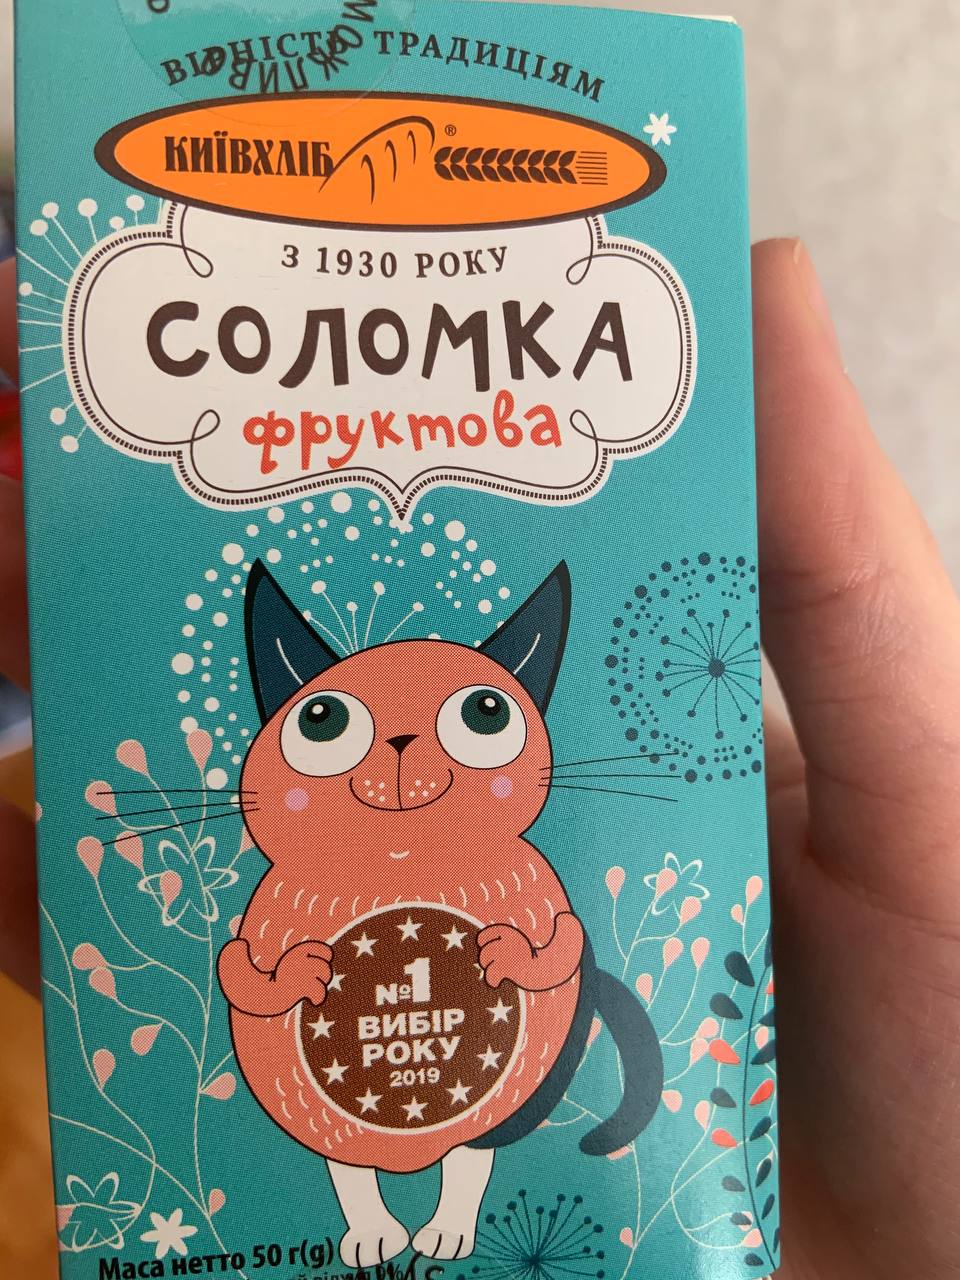 ВІРНІСТЬ ТРАДИЦІЯМ
КИЇВХЛІБ®
З 1930 РОКУ
СОЛОМКА
фруктова
№1
ВИБІР
РОКУ
2019
Маса нетто 50 г(g)